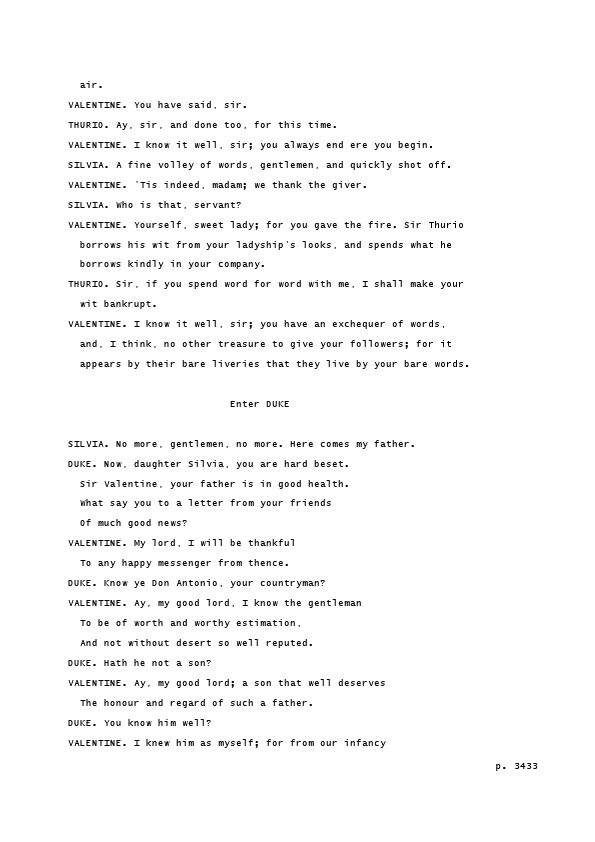 air.
VALENTINE. You have said, sir.
THURIO. Ay, sir, and done too, for this time.
VALENTINE. I know it well, sir; you always end ere you begin.
SILVIA. A fine volley of words, gentlemen, and quickly shot off.
VALENTINE. 'Tis indeed, madam; we thank the giver.
SILVIA. Who is that, servant?
VALENTINE. Yourself, sweet lady; for you gave the fire. Sir Thurio
borrows his wit from your ladyship's looks, and spends what he
borrows kindly in your company.
THURIO. Sir, if you spend word for word with me, I shall make your
wit bankrupt.
VALENTINE. I know it well, sir; you have an exchequer of words,
and, I think, no other treasure to give your followers; for it
appears by their bare liveries that they live by your bare words.
Enter DUKE
SILVIA. No more, gentlemen, no more. Here comes my father.
DUKE. Now, daughter Silvia, you are hard beset.
Sir Valentine, your father is in good health.
What say you to a letter from your friends
Of much good news?
VALENTINE. My lord, I will be thankful
To any happy messenger from thence.
DUKE. Know ye Don Antonio, your countryman?
VALENTINE. Ay, my good lord, I know the gentleman
To be of worth and worthy estimation,
And not without desert so well reputed.
DUKE. Hath he not a son?
VALENTINE. Ay, my good lord; a son that well deserves
The honour and regard of such a father.
DUKE. You know him well?
VALENTINE. I knew him as myself; for from our infancy
p. 3433